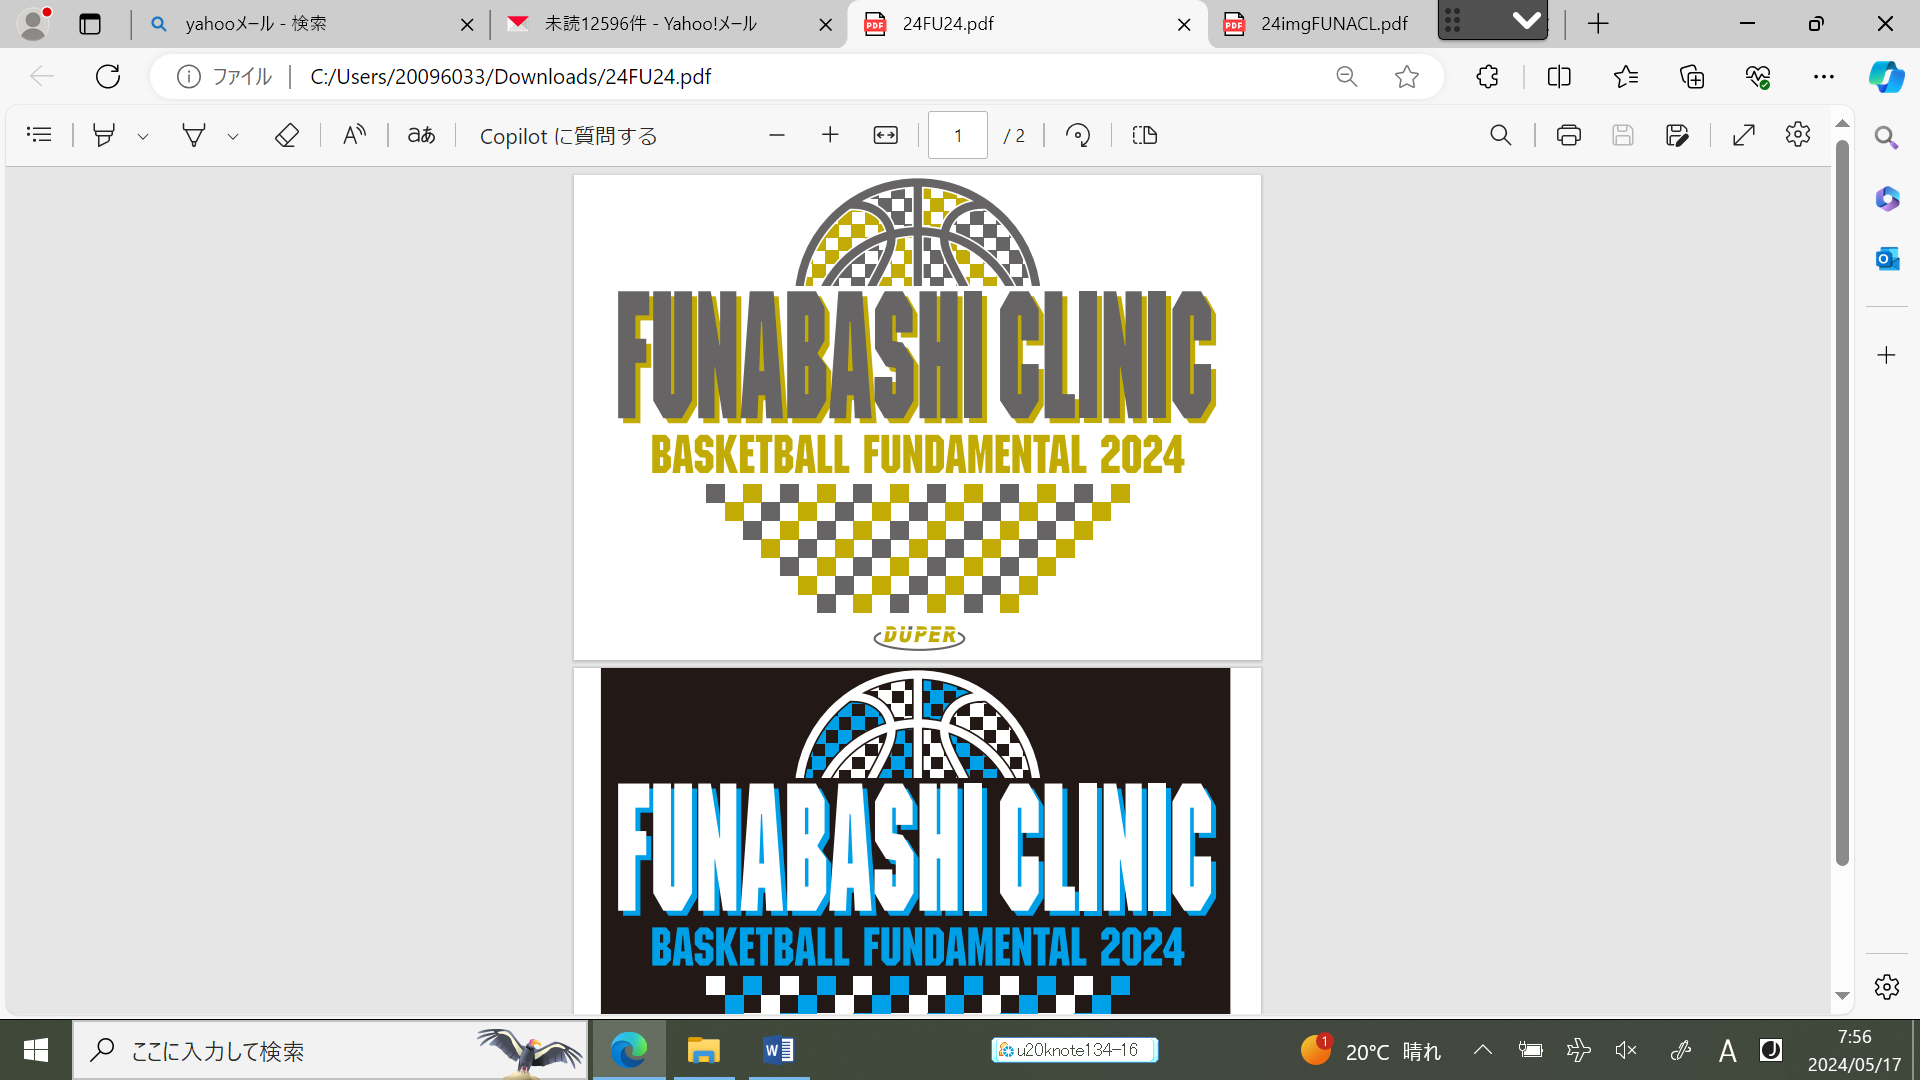 yahooメール - 検索
未読12596件 - Yahoo!メール
24FU24.pdf
24imgFUNACL.pdf
ファイル
C:/Users/20096033/Downloads/24FU24.pdf
aあ
Copilot に質問する
1
/ 2
FUNABASHI CLINIC
BASKETBALL FUNDAMENTAL 2024
DUPER
FUNABASHI CLINIC
BASKETBALL FUNDAMENTAL 2024
ここに入力して検索
u20knote134-16
1
20°C 晴れ
A
7:56
2024/05/17